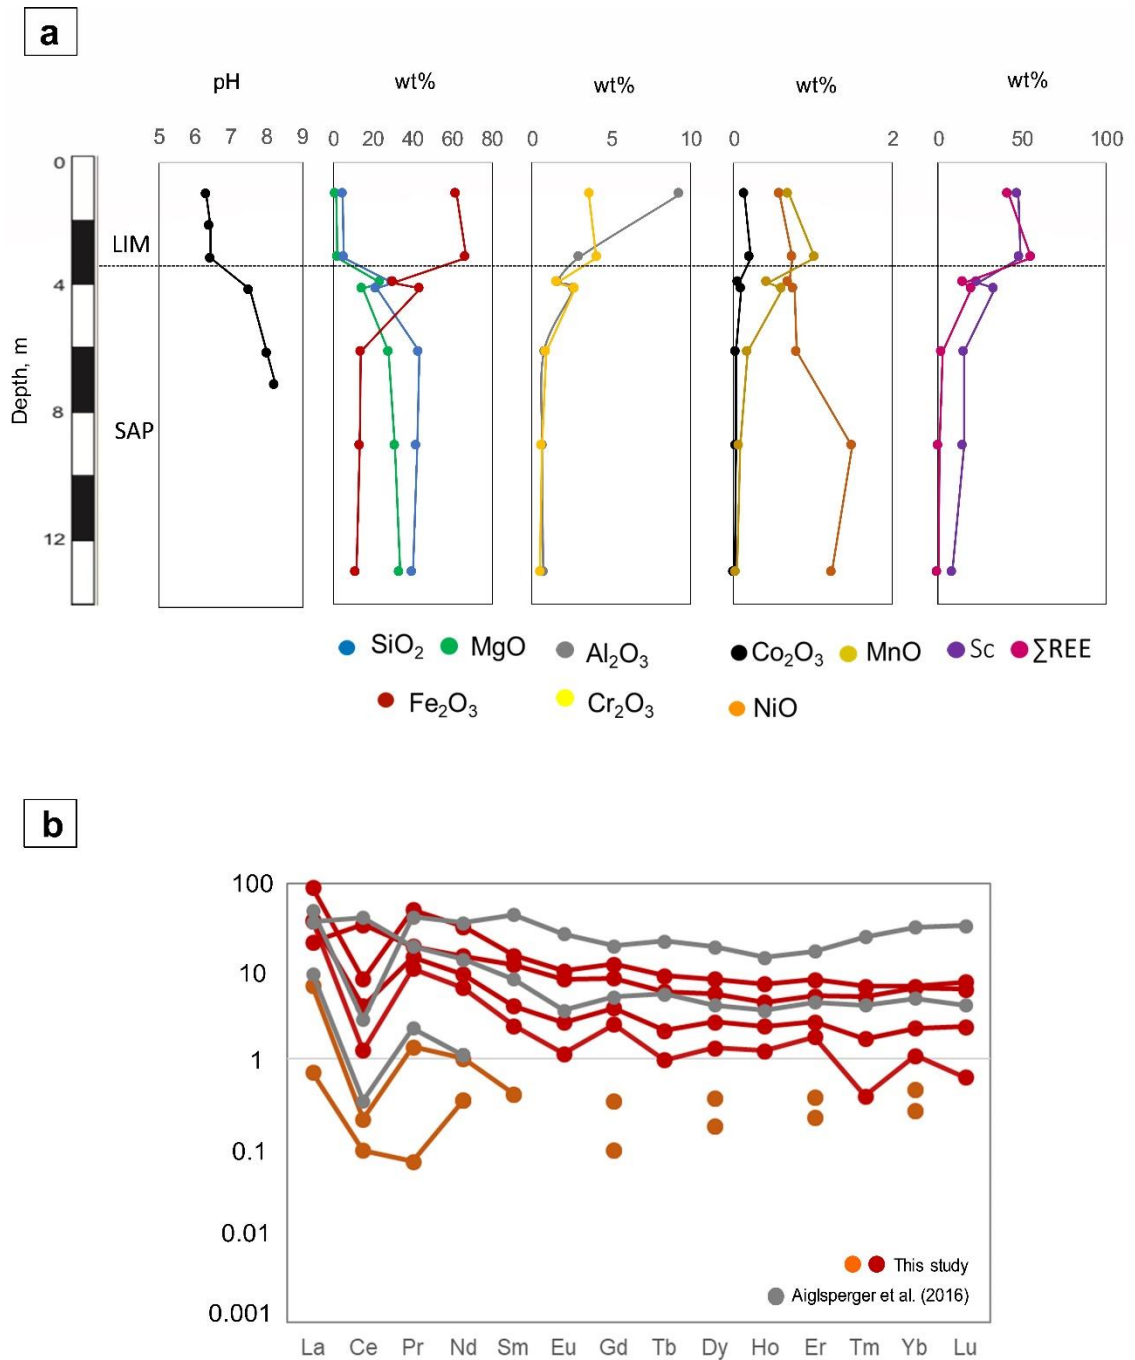 a
pH wt% wt% wt% wt%
5 6 7 8 9 0 20 40 60 80 0 5 10 0 2 0 50 100
0
LIM
4
Depth, m
8
SAP
12
SiO₂ MgO Al₂O₃ Co₂O₃ MnO Sc ∑REE
Fe₂O₃ Cr₂O₃ NiO
b
100
10
1
0.1
0.01
This study
Aiglsperger et al. (2016)
0.001
La Ce Pr Nd Sm Eu Gd Tb Dy Ho Er Tm Yb Lu